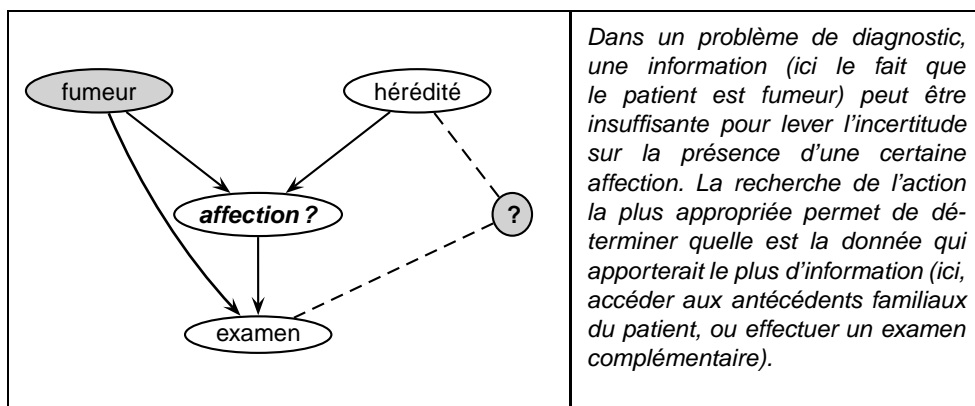 fumeur
hérédité
affection ?
?
examen
Dans un problème de diagnostic,
une information (ici le fait que
le patient est fumeur) peut être
insuffisante pour lever l'incertitude
sur la présence d'une certaine
affection. La recherche de l'action
la plus appropriée permet de dé-
terminer quelle est la donnée qui
apporterait le plus d'information (ici,
accéder aux antécédents familiaux
du patient, ou effectuer un examen
complémentaire).